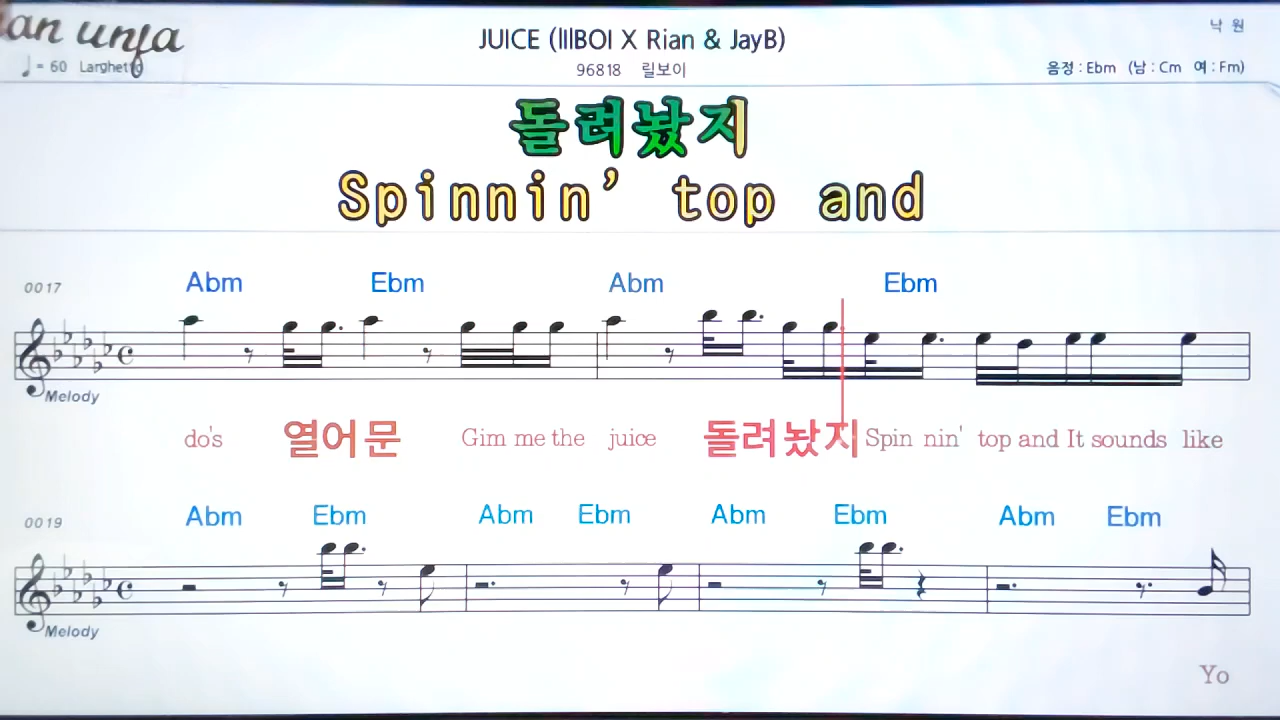 an unfa
JUICE (lllBOI X Rian & JayB)
낙 원
♩= 60 Larghetto
96818 릴보이
음정 : Ebm (남 : Cm 여 : Fm)
돌려놨지
Spinnin’ top and
0017 Abm Ebm Abm Ebm
Melody
do's 열어문 Gim me the juice 돌려놨지 Spin nin' top and It sounds like
0019 Abm Ebm Abm Ebm Abm Ebm Abm Ebm
Melody
Yo